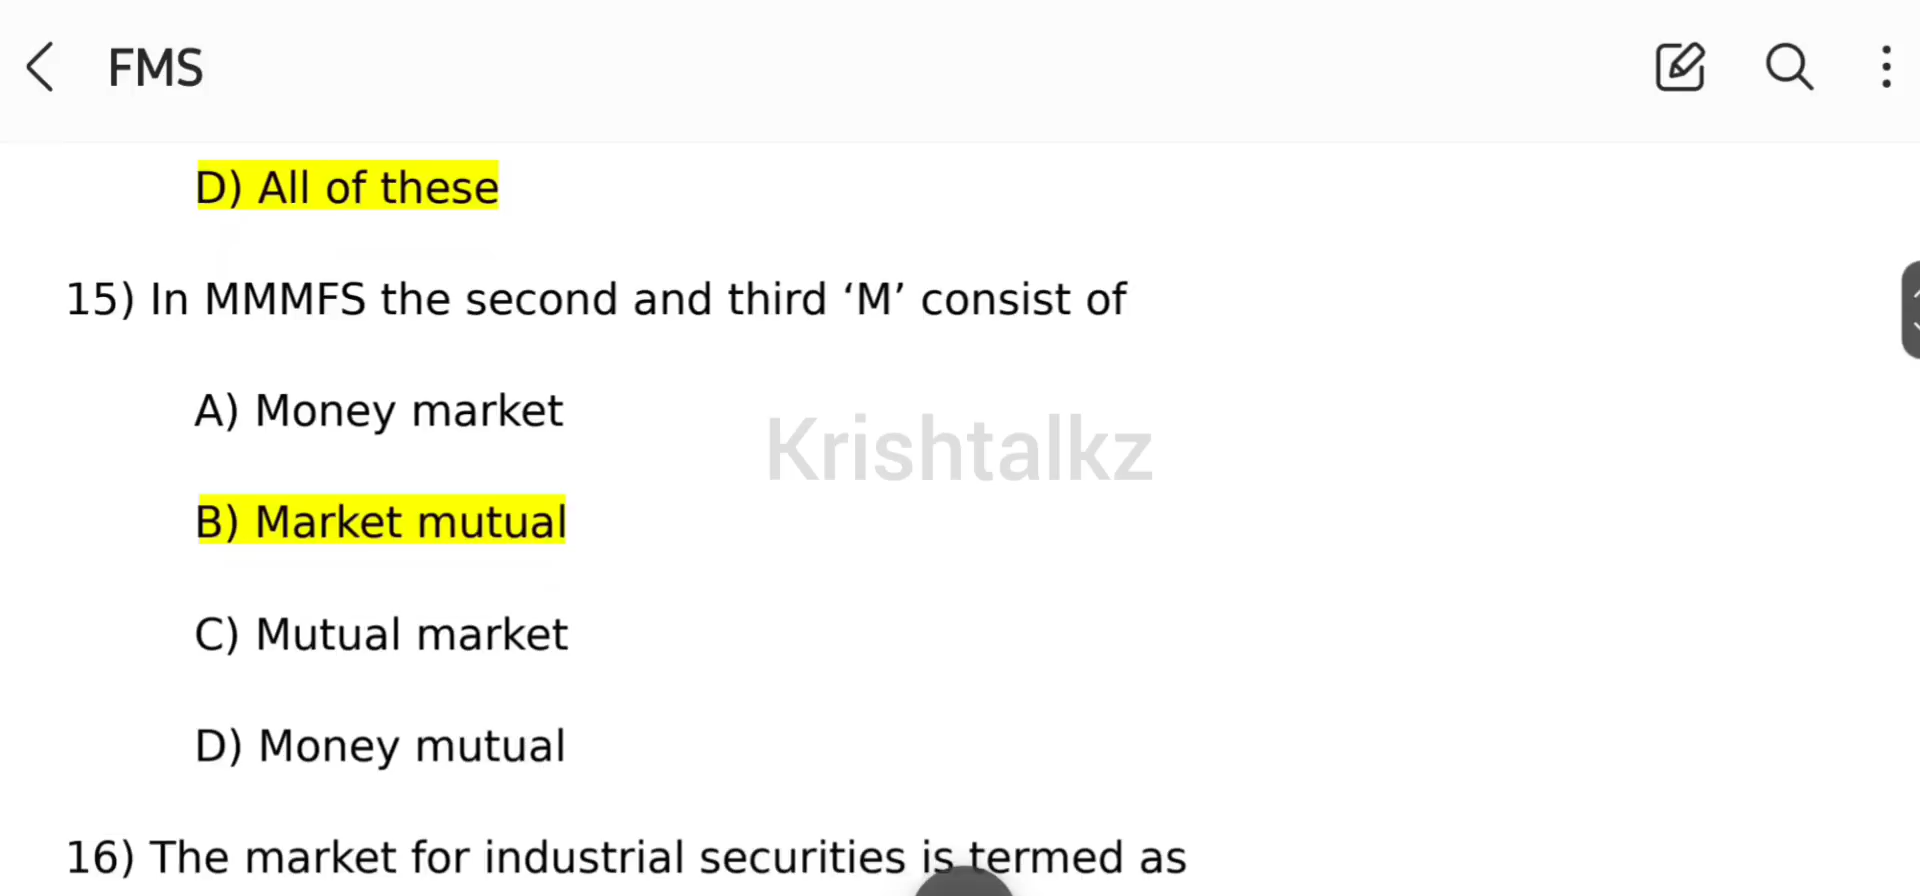 FMS
D) All of these
15) In MMMFS the second and third ‘M’ consist of
A) Money market
Krishtalkz
B) Market mutual
C) Mutual market
D) Money mutual
16) The market for industrial securities is termed as